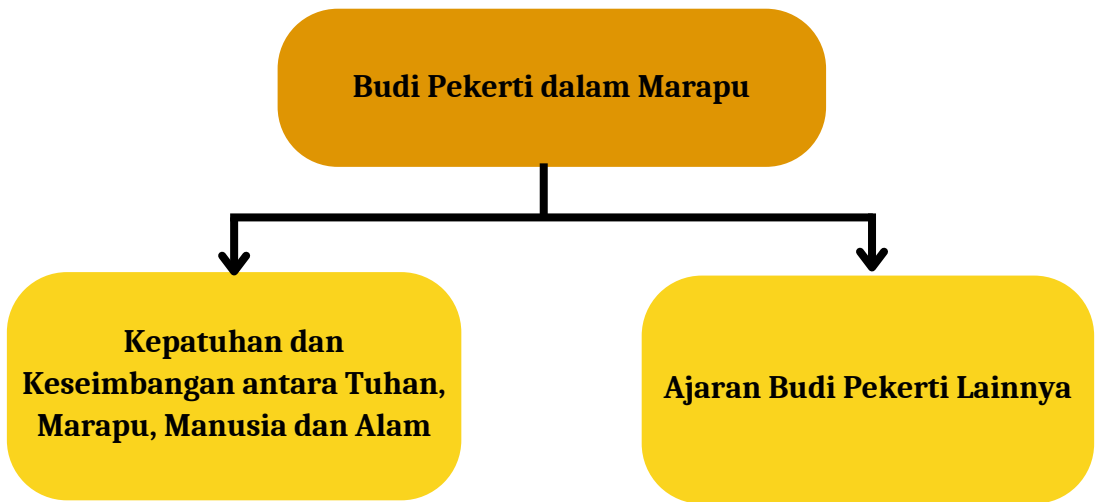 Budi Pekerti dalam Marapu
Kepatuhan dan
Keseimbangan antara Tuhan,
Marapu, Manusia dan Alam
Ajaran Budi Pekerti Lainnya